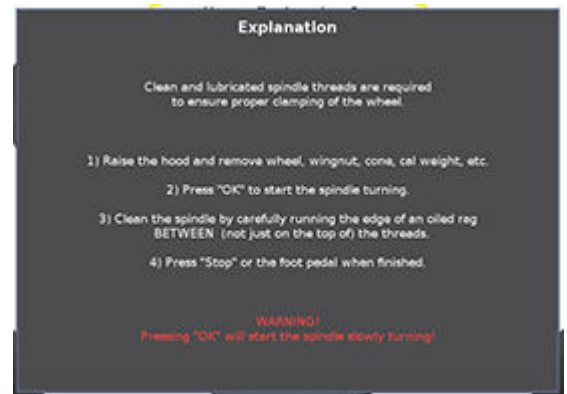 Explanation
Clean and lubricated spindle threads are required
to ensure proper clamping of the wheel.
1) Raise the hood and remove wheel, wingnut, cone, cal weight, etc.
2) Press "OK" to start the spindle turning.
3) Clean the spindle by carefully running the edge of an oiled rag
BETWEEN (not just on the top of) the threads.
4) Press "Stop" or the foot pedal when finished.
WARNING!
Pressing "OK" will start the spindle slowly turning!